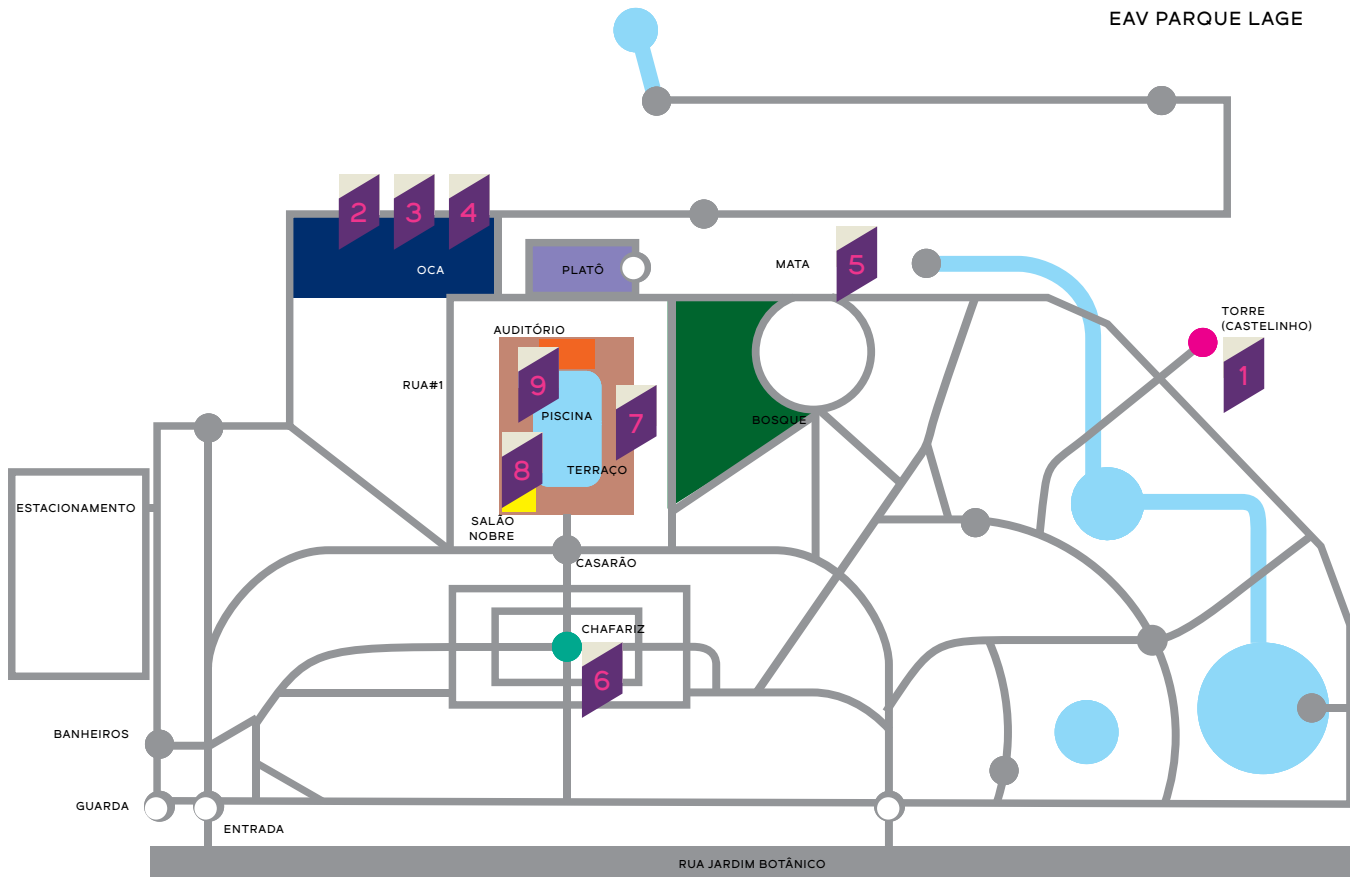 EAV PARQUE LAGE
2
3
4
OCA
PLATÔ
MATA
5
TORRE
(CASTELINHO)
1
AUDITÓRIO
RUA#1
9
PISCINA
7
BOSQUE
8
TERRAÇO
ESTACIONAMENTO
SALÃO
NOBRE
CASARÃO
CHAFARIZ
6
BANHEIROS
GUARDA
ENTRADA
RUA JARDIM BOTÂNICO